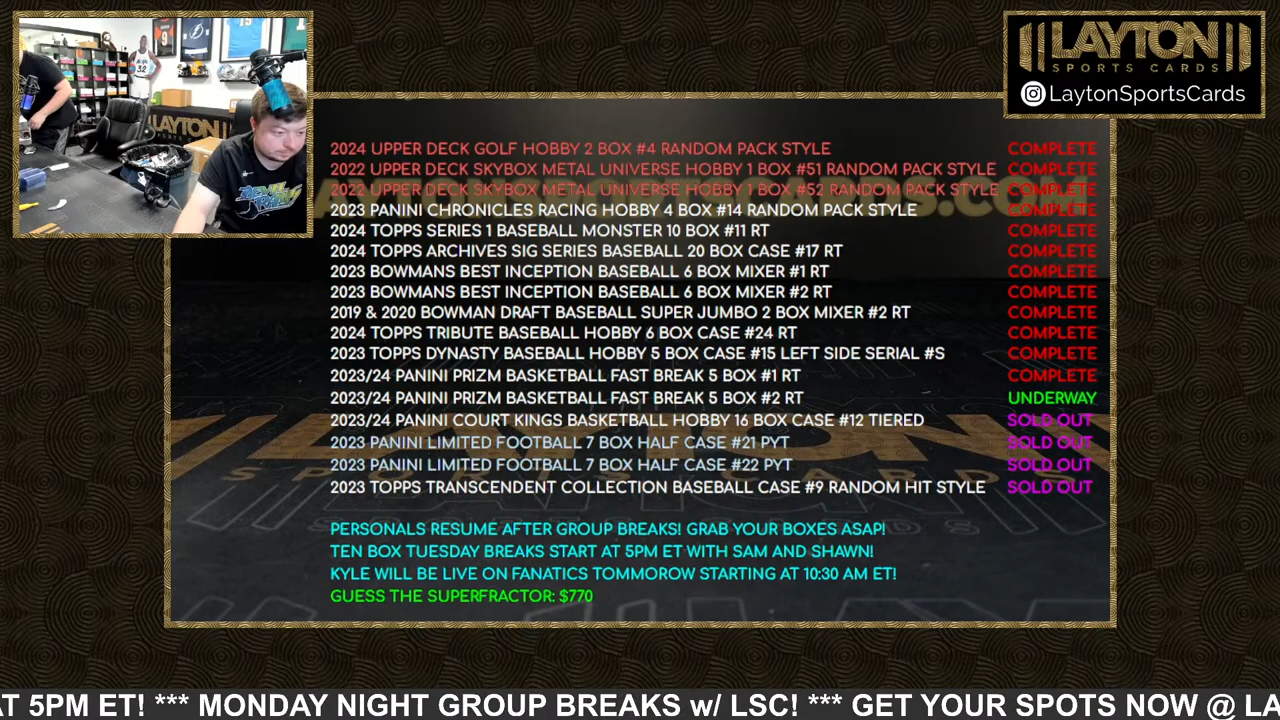 LAYTON
SPORTS CARDS
LaytonSportsCards
2024 UPPER DECK GOLF HOBBY 2 BOX #4 RANDOM PACK STYLE COMPLETE
2022 UPPER DECK SKYBOX METAL UNIVERSE HOBBY 1 BOX #51 RANDOM PACK STYLE COMPLETE
2022 UPPER DECK SKYBOX METAL UNIVERSE HOBBY 1 BOX #52 RANDOM PACK STYLE COMPLETE
2023 PANINI CHRONICLES RACING HOBBY 4 BOX #14 RANDOM PACK STYLE COMPLETE
2024 TOPPS SERIES 1 BASEBALL MONSTER 10 BOX #11 RT COMPLETE
2024 TOPPS ARCHIVES SIG SERIES BASEBALL 20 BOX CASE #17 RT COMPLETE
2023 BOWMANS BEST INCEPTION BASEBALL 6 BOX MIXER #1 RT COMPLETE
2023 BOWMANS BEST INCEPTION BASEBALL 6 BOX MIXER #2 RT COMPLETE
2019 & 2020 BOWMAN DRAFT BASEBALL SUPER JUMBO 2 BOX MIXER #2 RT COMPLETE
2024 TOPPS TRIBUTE BASEBALL HOBBY 6 BOX CASE #24 RT COMPLETE
2023 TOPPS DYNASTY BASEBALL HOBBY 5 BOX CASE #15 LEFT SIDE SERIAL #S COMPLETE
2023/24 PANINI PRIZM BASKETBALL FAST BREAK 5 BOX #1 RT COMPLETE
2023/24 PANINI PRIZM BASKETBALL FAST BREAK 5 BOX #2 RT UNDERWAY
2023/24 PANINI COURT KINGS BASKETBALL HOBBY 16 BOX CASE #12 TIERED SOLD OUT
2023 PANINI LIMITED FOOTBALL 7 BOX HALF CASE #21 PYT SOLD OUT
2023 PANINI LIMITED FOOTBALL 7 BOX HALF CASE #22 PYT SOLD OUT
2023 TOPPS TRANSCENDENT COLLECTION BASEBALL CASE #9 RANDOM HIT STYLE SOLD OUT
PERSONALS RESUME AFTER GROUP BREAKS! GRAB YOUR BOXES ASAP!
TEN BOX TUESDAY BREAKS START AT 5PM ET WITH SAM AND SHAWN!
KYLE WILL BE LIVE ON FANATICS TOMMOROW STARTING AT 10:30 AM ET!
GUESS THE SUPERFRACTOR: $770
AT 5PM ET! *** MONDAY NIGHT GROUP BREAKS w/ LSC! *** GET YOUR SPOTS NOW @ LA